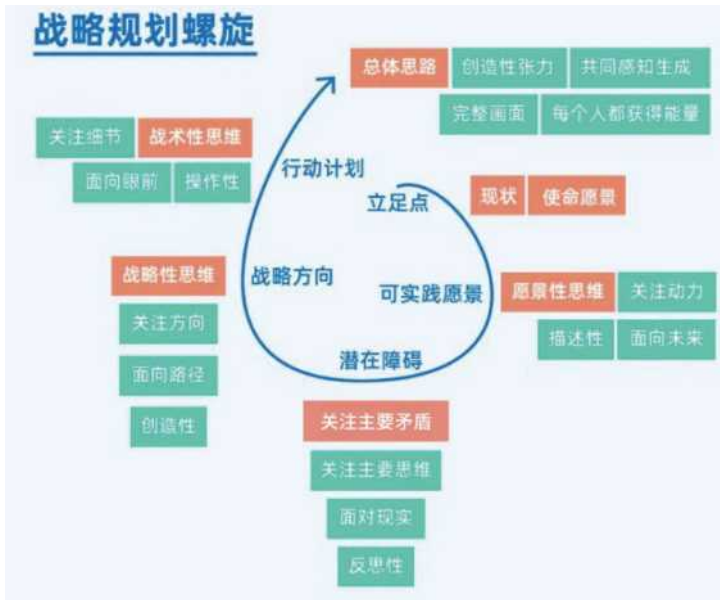 战略规划螺旋
总体思路 创造性张力 共同感知生成
完整画面 每个人都获得能量
关注细节 战术性思维
面向眼前 操作性
行动计划
立足点
现状 使命愿景
战略性思维
关注方向
面向路径
创造性
战略方向
可实践愿景
愿景性思维 关注动力
描述性 面向未来
潜在障碍
关注主要矛盾
关注主要思维
面对现实
反思性